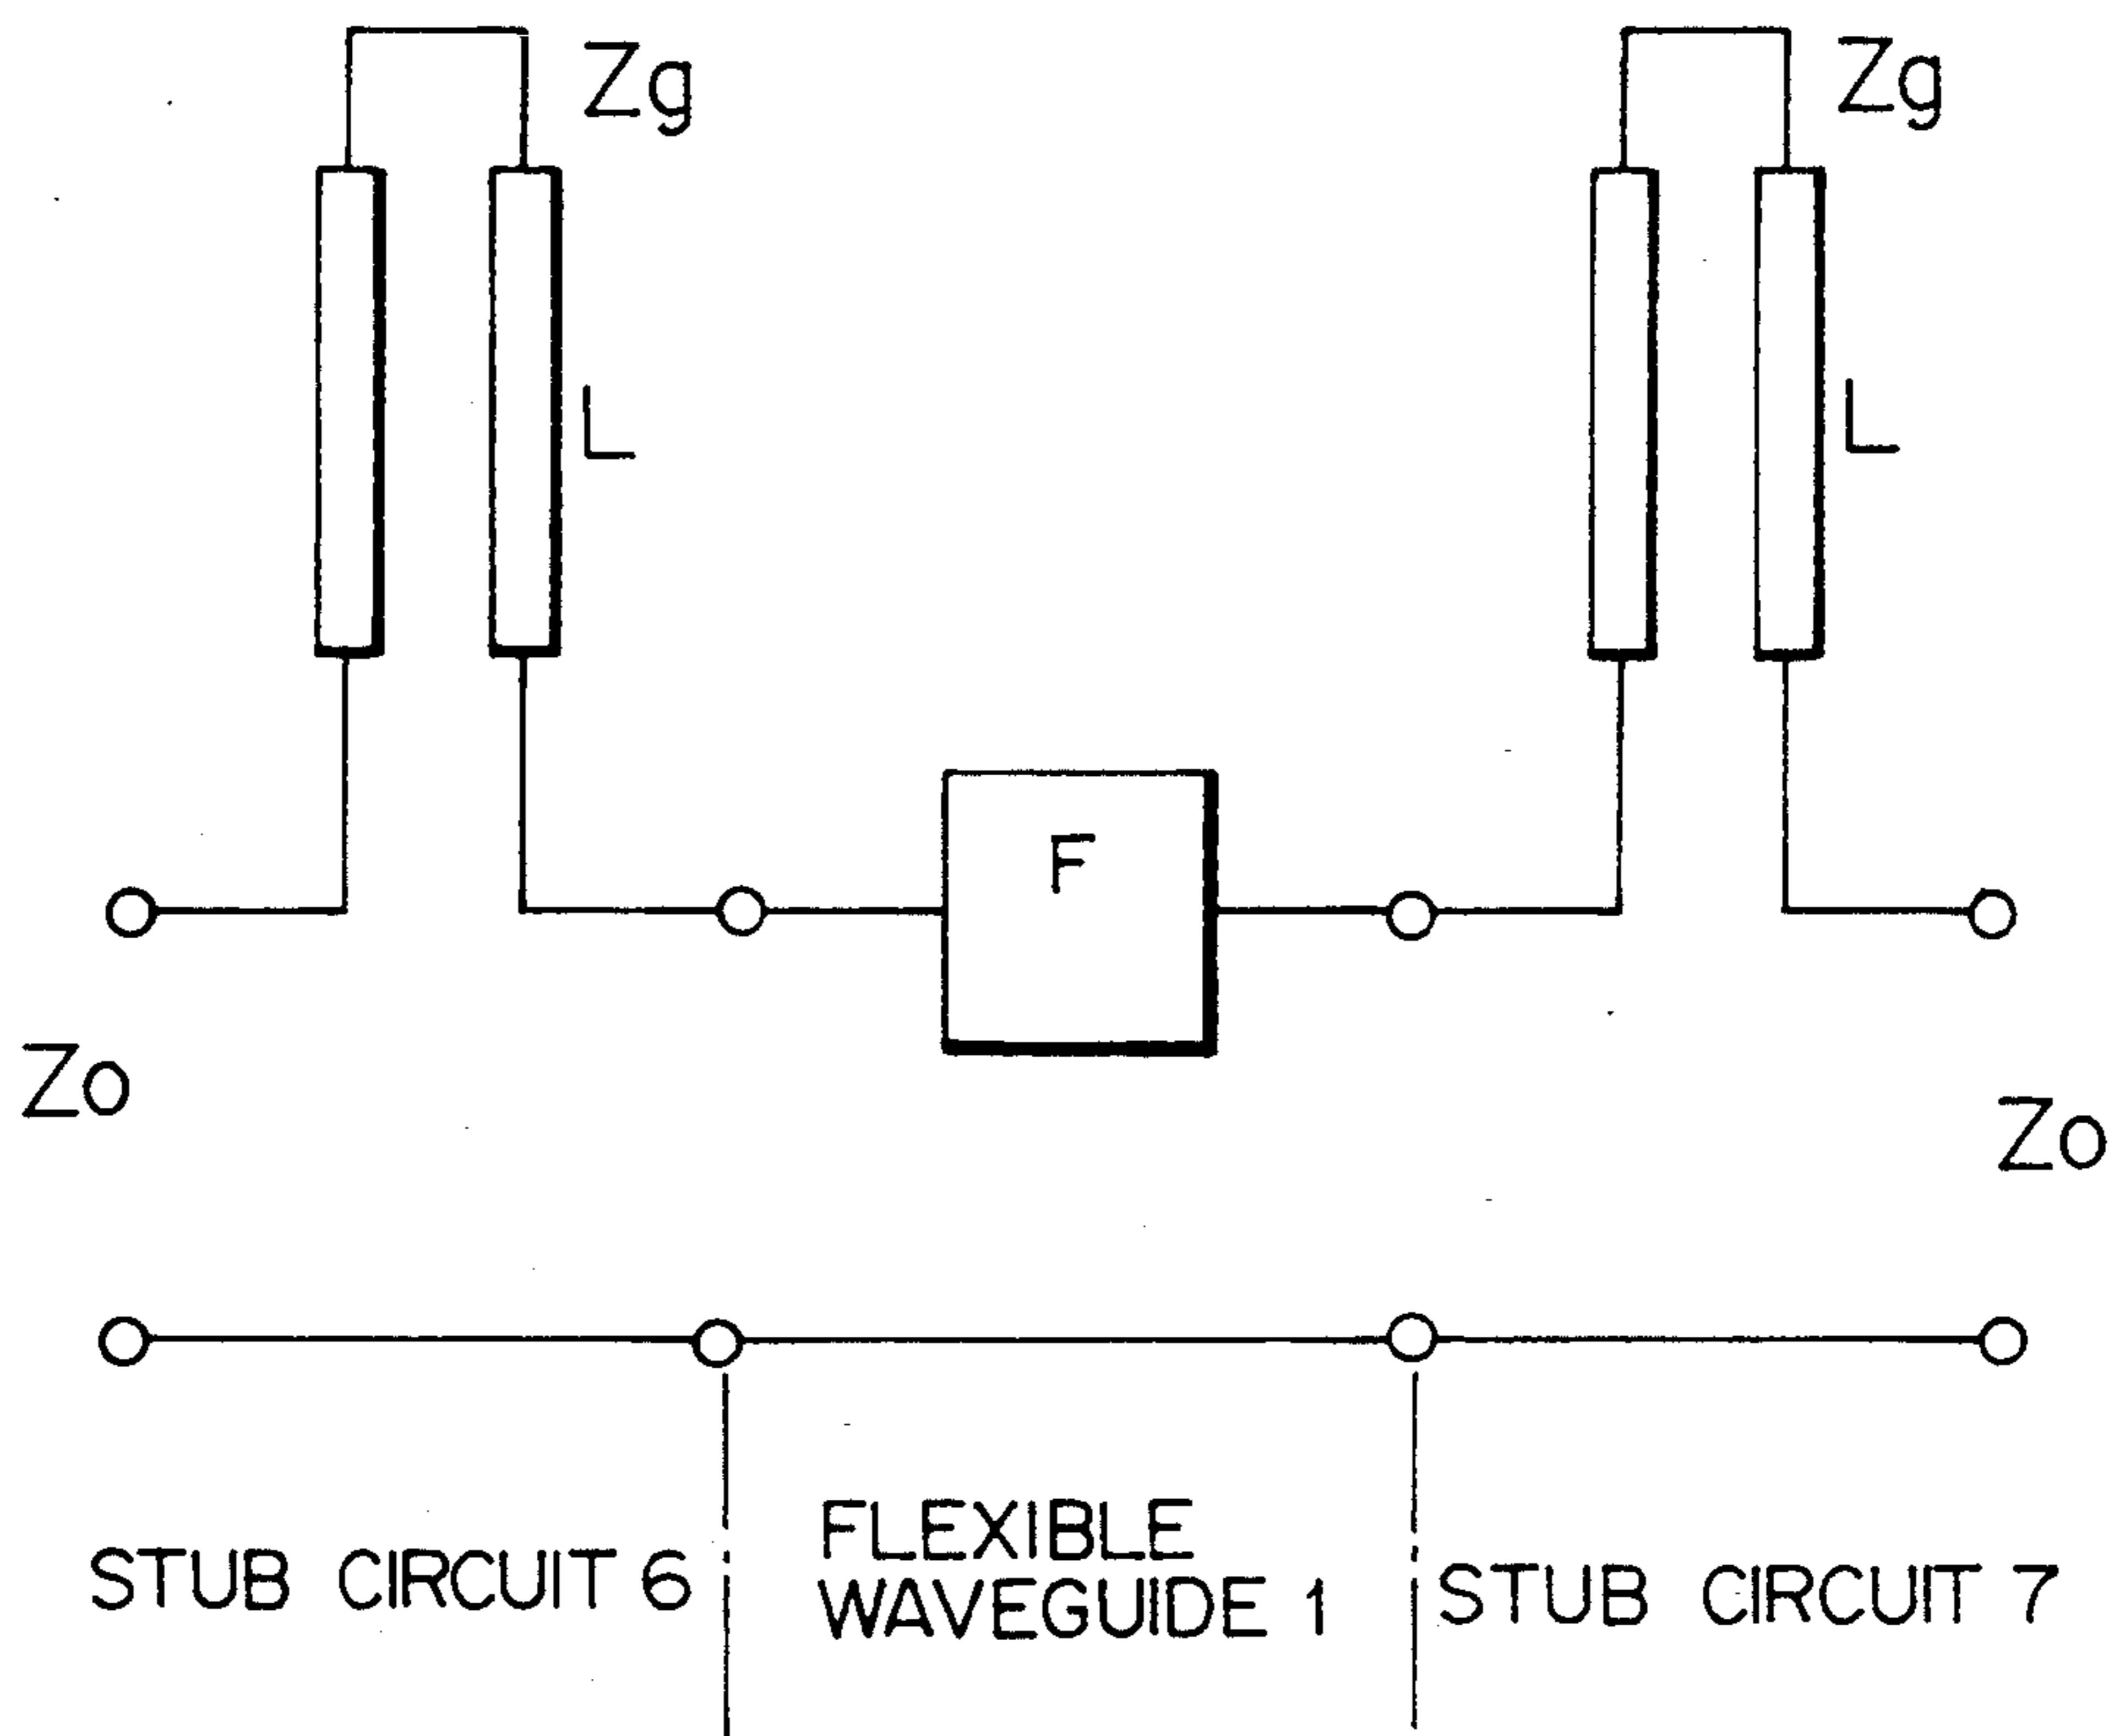 Zg
Zg
L
L
F
Zo
Zo
STUB CIRCUIT 6
FLEXIBLE
WAVEGUIDE 1
STUB CIRCUIT 7